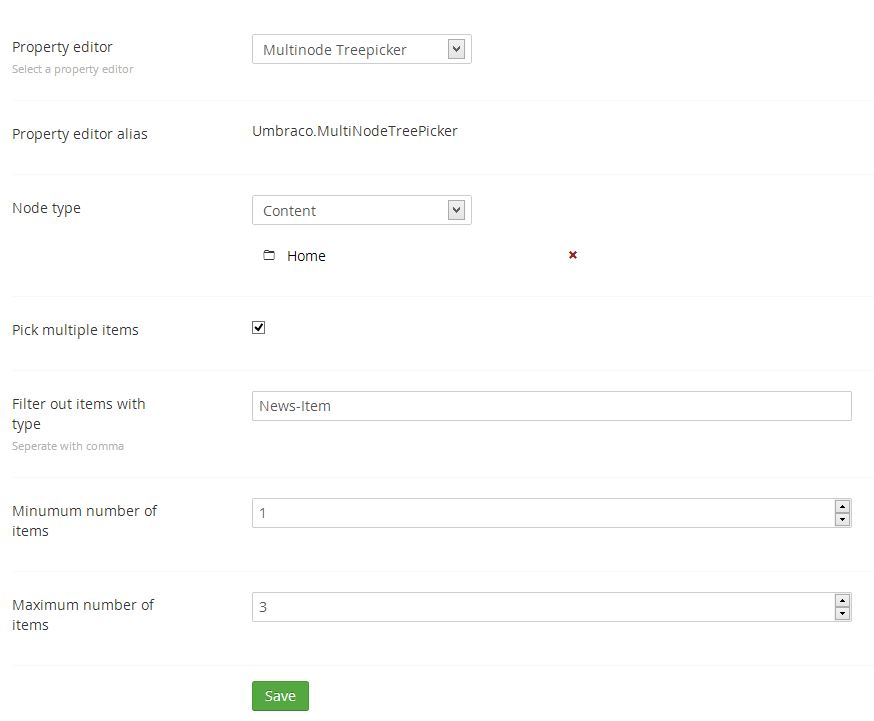 Property editor
Multinode Treepicker
Select a property editor
Property editor alias
Umbraco.MultiNodeTreePicker
Node type
Content
Home
Pick multiple items
Filter out items with
type
News-Item
Seperate with comma
Minumum number of
items
1
Maximum number of
items
3
Save